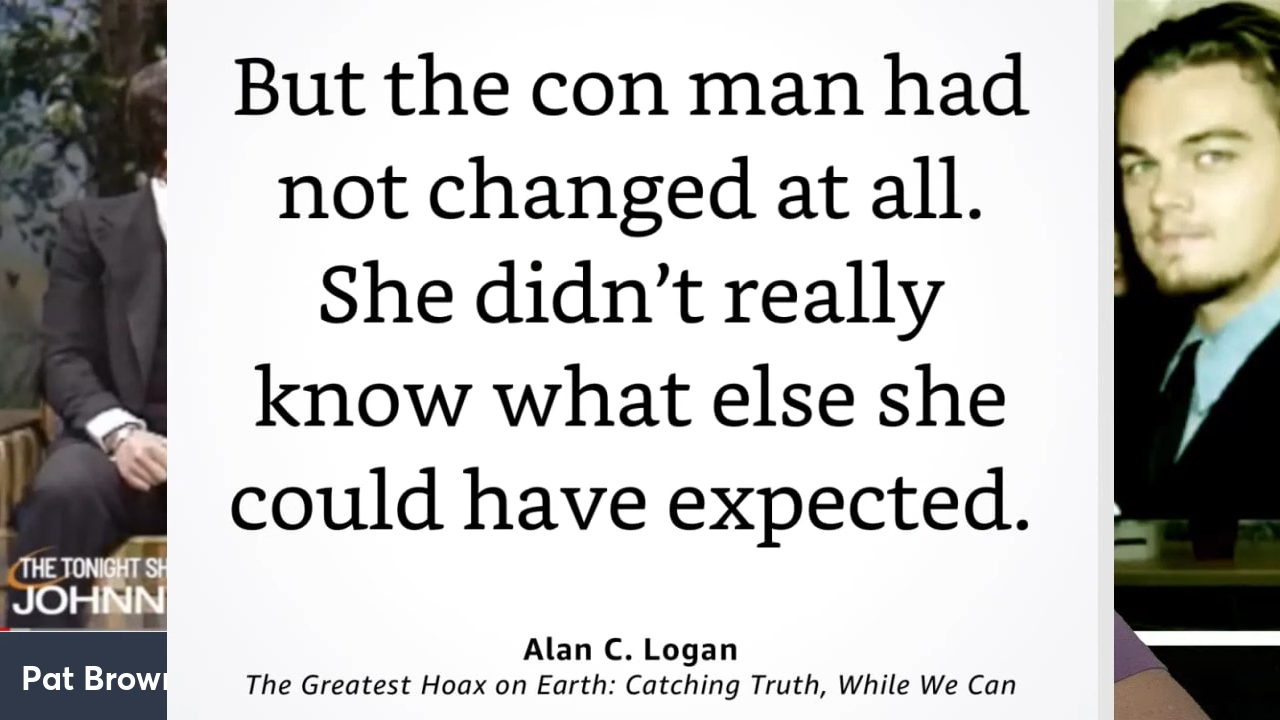 But the con man had
not changed at all.
She didn’t really
know what else she
could have expected.
Alan C. Logan
The Greatest Hoax on Earth: Catching Truth, While We Can
THE TONIGHT SH
JOHNN
Pat Brown